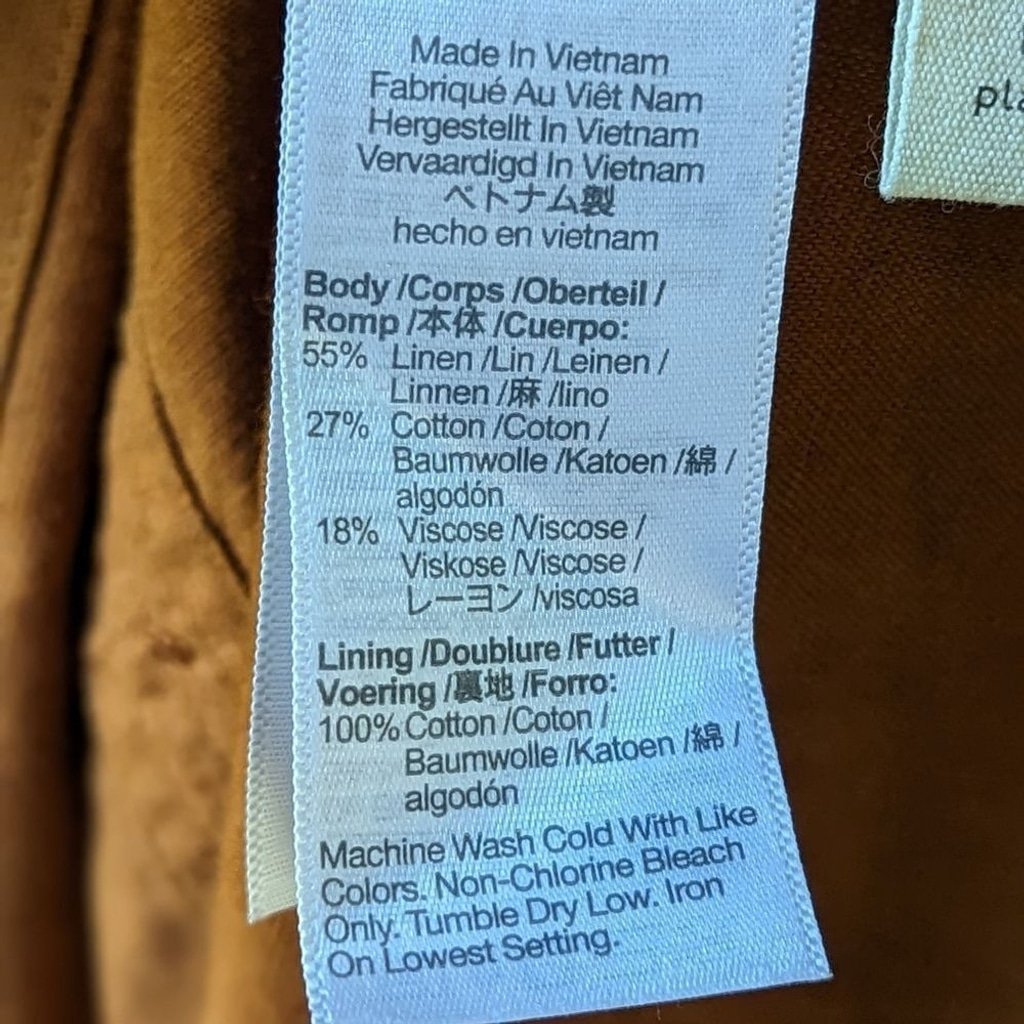 Made In Vietnam
Fabriqué Au Viêt Nam
Hergestellt In Vietnam
Vervaardigd In Vietnam
ベトナム製
hecho en vietnam
Body /Corps /Oberteil /
Romp /本体 /Cuerpo:
55% Linen /Lin /Leinen /
Linnen /麻 /lino
27% Cotton /Coton /
Baumwolle /Katoen /綿 /
algodón
18% Viscose /Viscose /
Viskose /Viscose /
レーヨン /viscosa
Lining /Doublure /Futter /
Voering /裏地 /Forro:
100% Cotton /Coton /
Baumwolle /Katoen /綿 /
algodón
Machine Wash Cold With Like
Colors. Non-Chlorine Bleach
Only. Tumble Dry Low. Iron
On Lowest Setting.